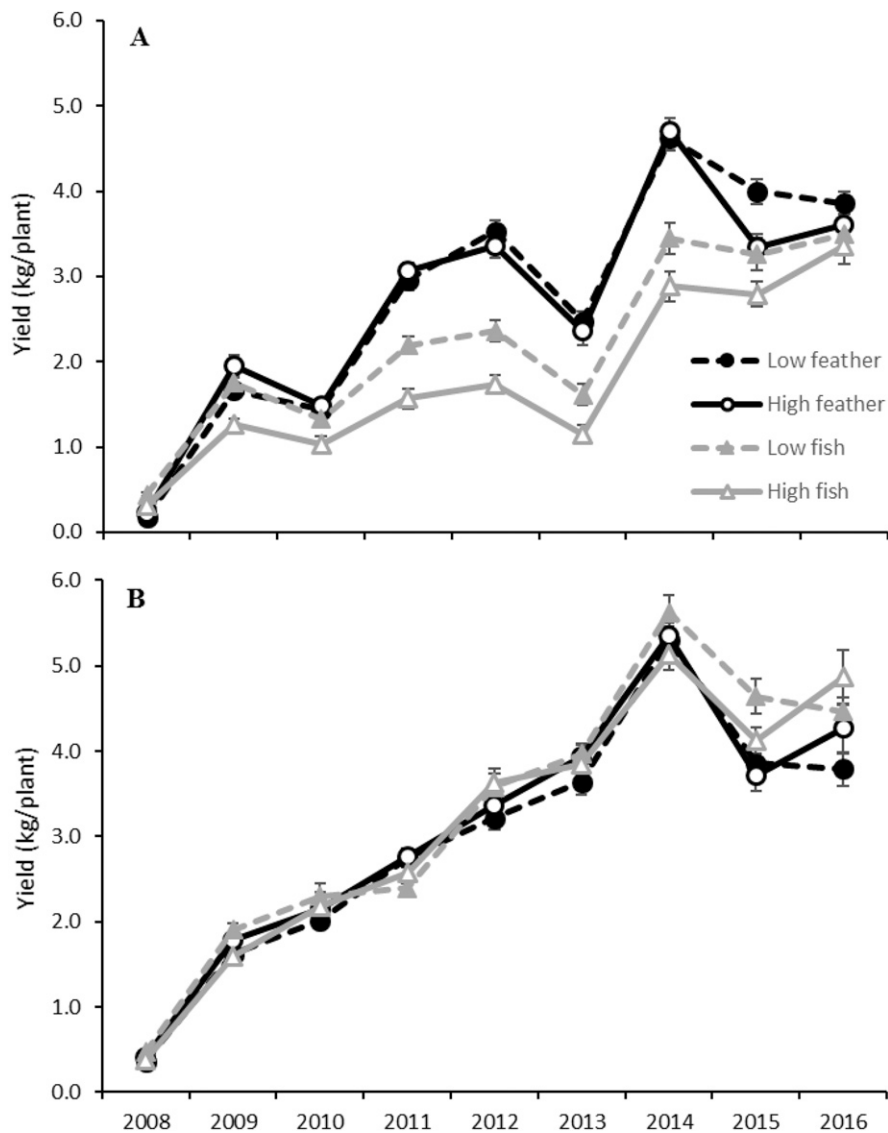 A
6.0
5.0
4.0
3.0
2.0
1.0
0.0
Yield (kg/plant)
Low feather
High feather
Low fish
High fish
B
6.0
5.0
4.0
3.0
2.0
1.0
0.0
Yield (kg/plant)
2008 2009 2010 2011 2012 2013 2014 2015 2016